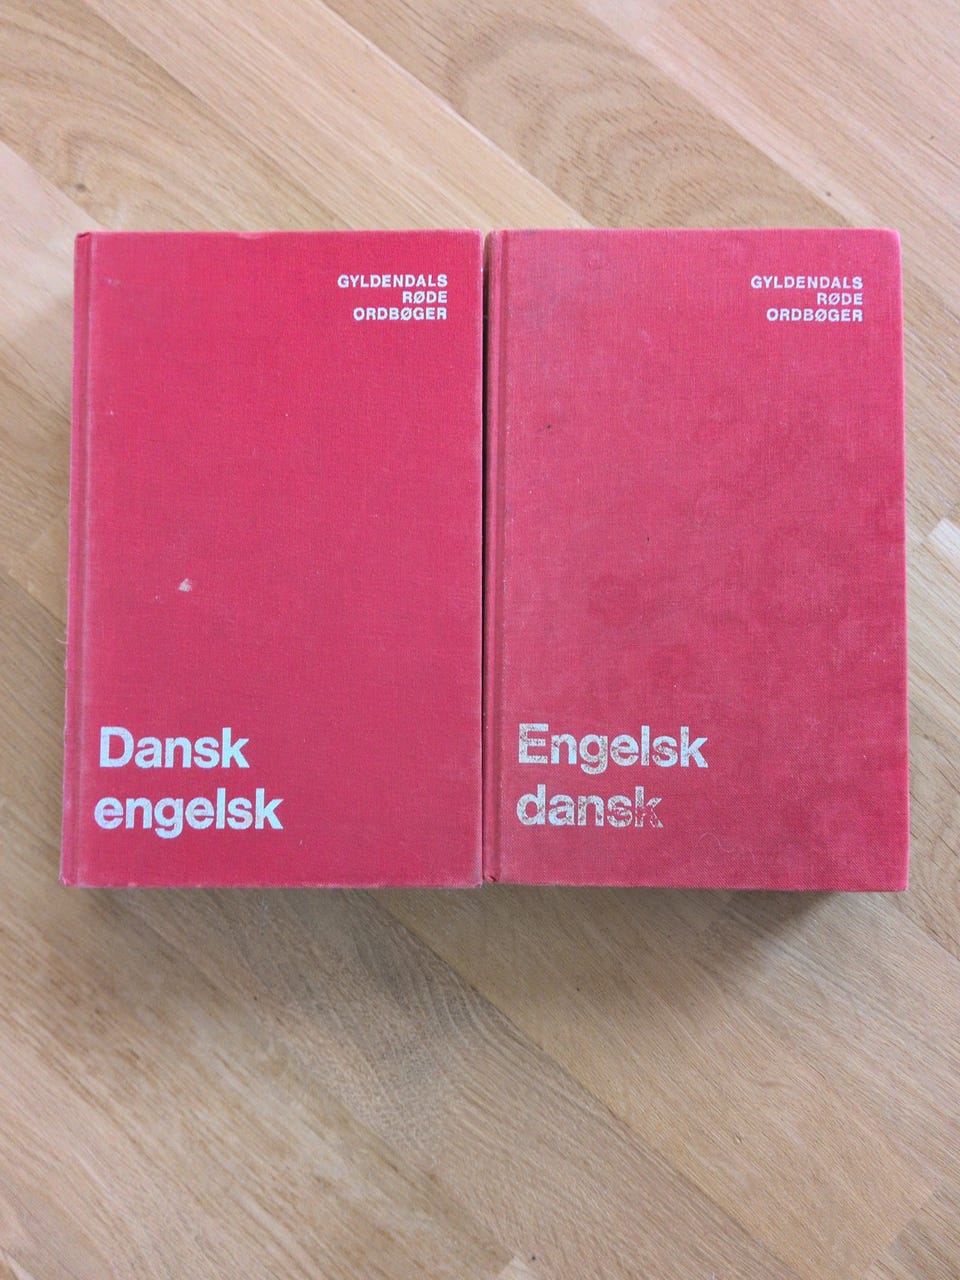 GYLDENDALS
RØDE
ORDBØGER
Dansk
engelsk
GYLDENDALS
RØDE
ORDBØGER
Engelsk
dansk